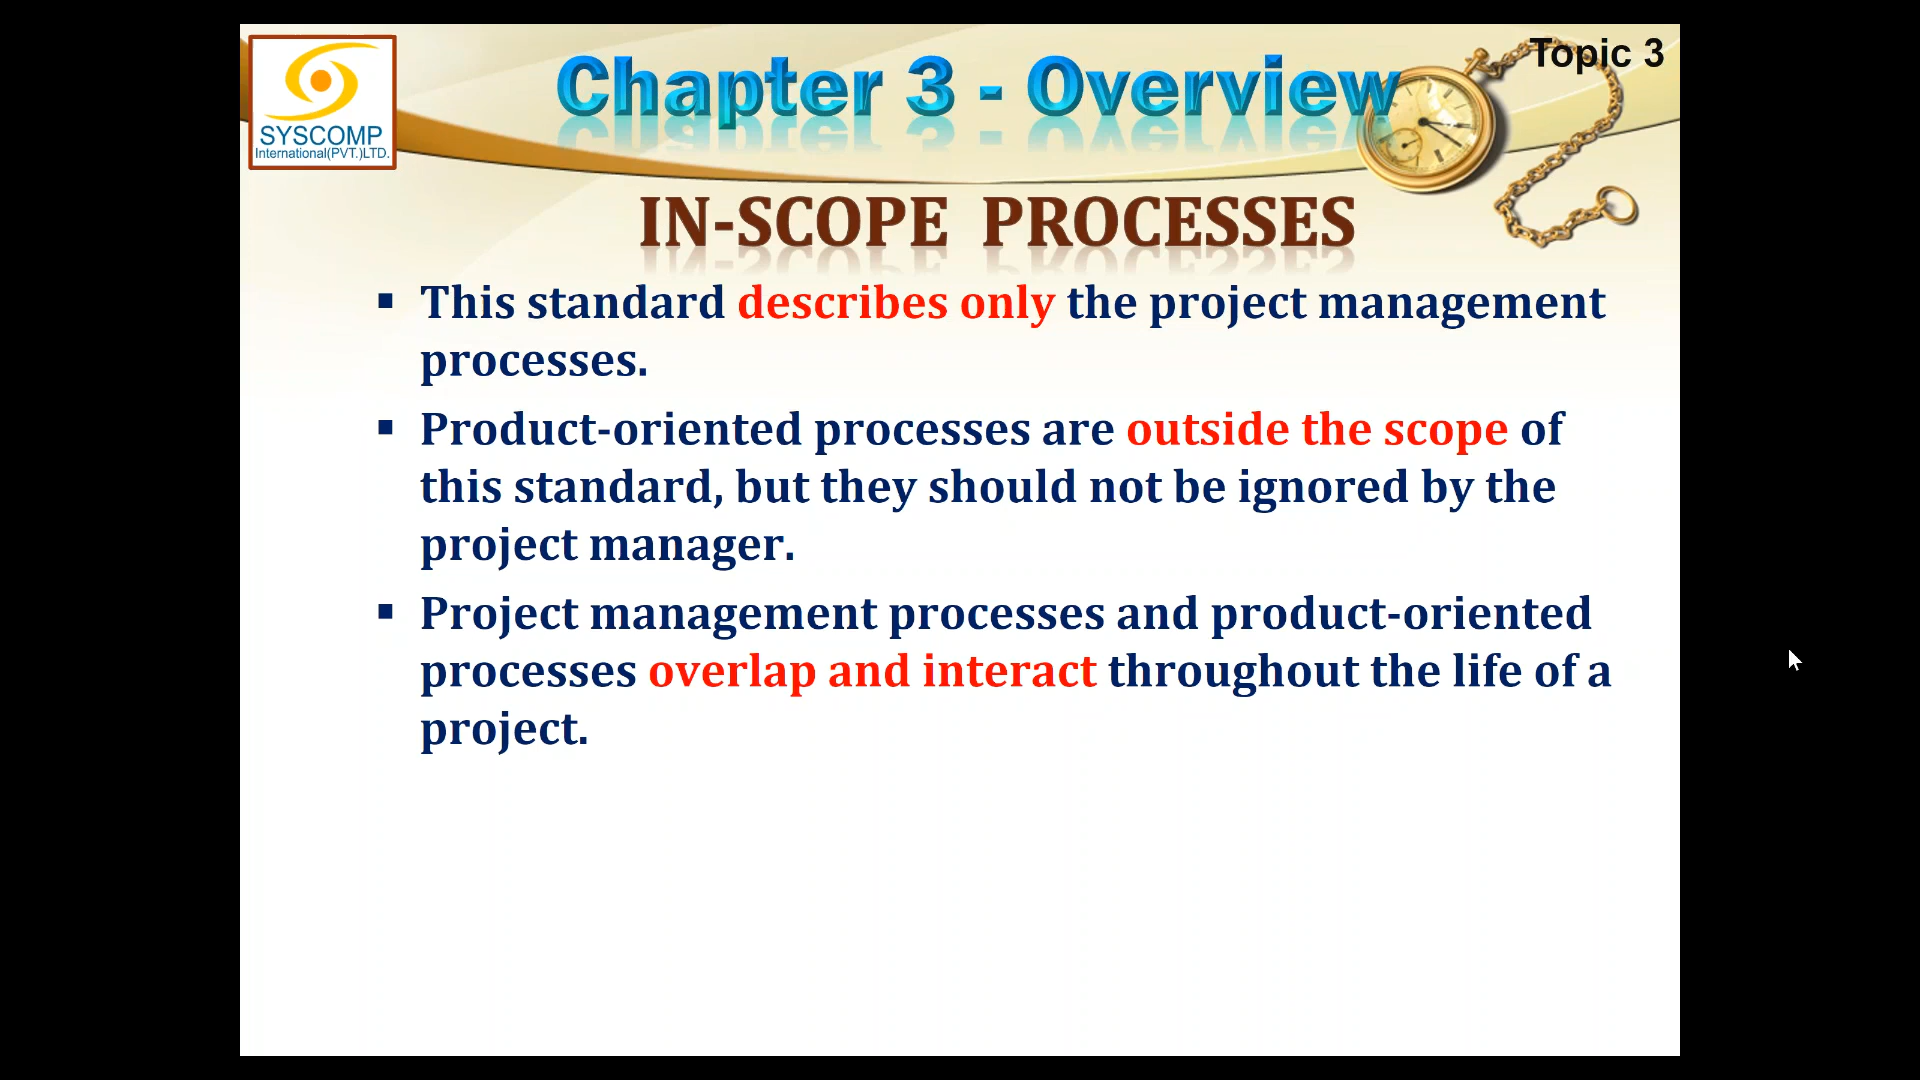 SYSCOMP
International(PVT.)LTD.
Chapter 3 - Overview
Topic 3
IN-SCOPE PROCESSES
▪ This standard describes only the project management
processes.
▪ Product-oriented processes are outside the scope of
this standard, but they should not be ignored by the
project manager.
▪ Project management processes and product-oriented
processes overlap and interact throughout the life of a
project.